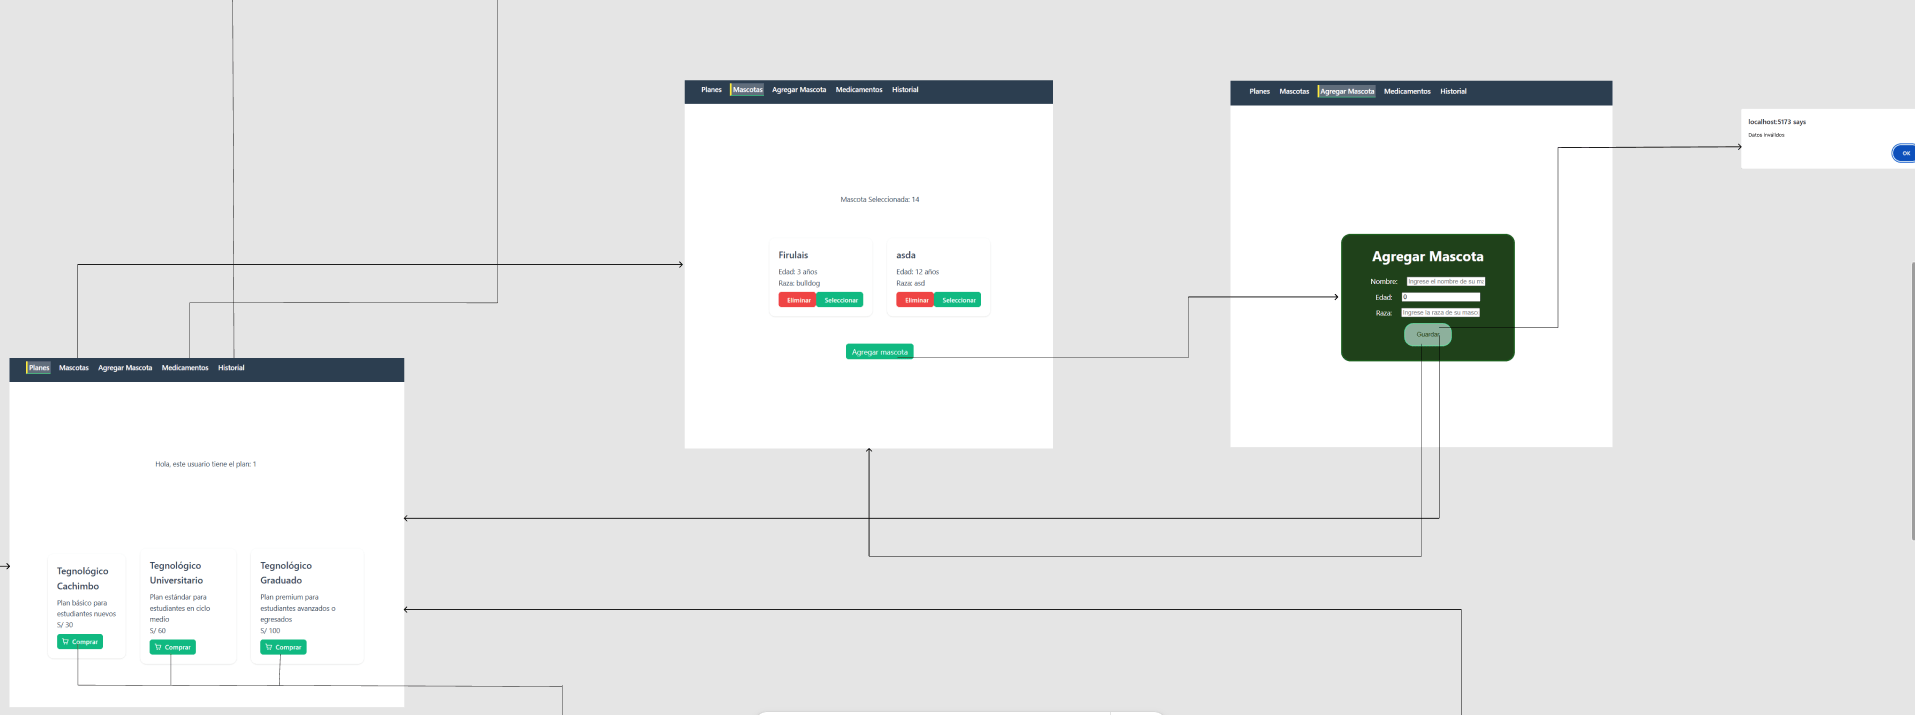 Planes Mascotas Agregar Mascota Medicamentos Historial
Mascota Seleccionada: 14
Firulais
Edad: 3 años
Raza: bulldog
Eliminar Seleccionar
asda
Edad: 12 años
Raza: asd
Eliminar Seleccionar
Agregar mascota
Planes Mascotas Agregar Mascota Medicamentos Historial
Agregar Mascota
Nombre: Ingrese el nombre de su ma
Edad: 0
Raza: Ingrese la raza de su masc
Guardar
localhost:5173 says
Datos inválidos
OK
Planes Mascotas Agregar Mascota Medicamentos Historial
Hola, este usuario tiene el plan: 1
Tegnológico
Cachimbo
Plan básico para
estudiantes nuevos
S/ 30
Comprar
Tegnológico
Universitario
Plan estándar para
estudiantes en ciclo
medio
S/ 60
Comprar
Tegnológico
Graduado
Plan premium para
estudiantes avanzados o
egresados
S/ 100
Comprar